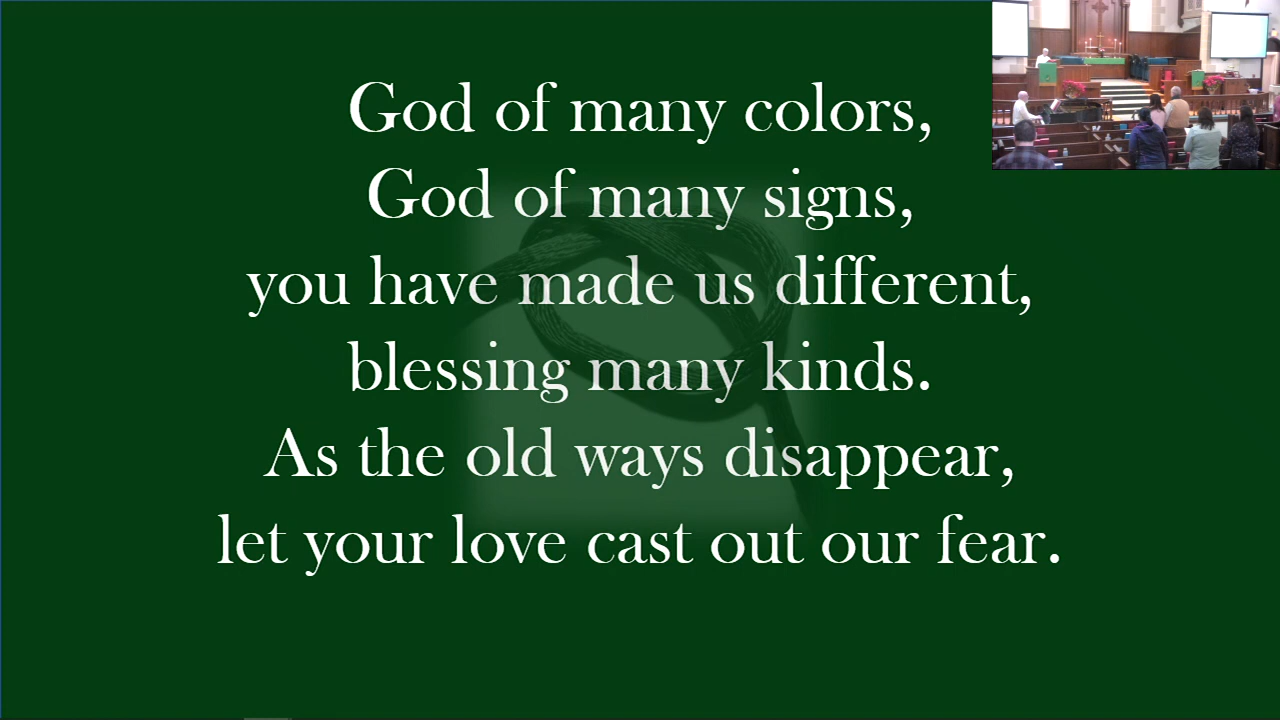 God of many colors,
God of many signs,
you have made us different,
blessing many kinds.
As the old ways disappear,
let your love cast out our fear.